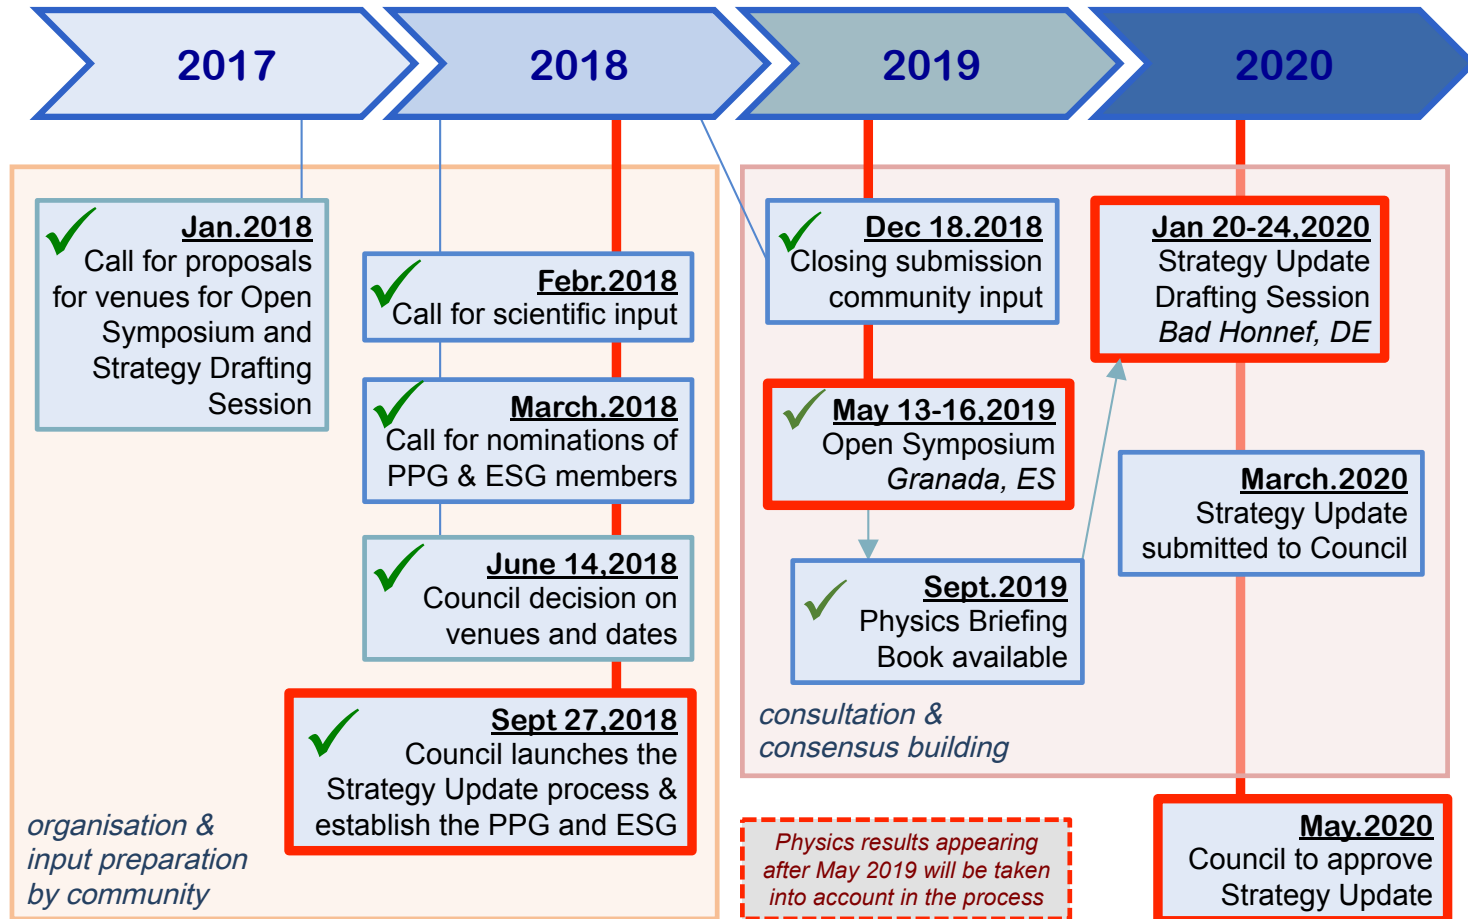 2017
2018
2019
2020
Jan.2018
Call for proposals
for venues for Open
Symposium and
Strategy Drafting
Session
Febr.2018
Call for scientific input
March.2018
Call for nominations of
PPG & ESG members
June 14,2018
Council decision on
venues and dates
Sept 27,2018
Council launches the
Strategy Update process &
establish the PPG and ESG
organisation &
input preparation
by community
Dec 18.2018
Closing submission
community input
May 13-16,2019
Open Symposium
Granada, ES
Sept.2019
Physics Briefing
Book available
Jan 20-24,2020
Strategy Update
Drafting Session
Bad Honnef, DE
March.2020
Strategy Update
submitted to Council
consultation &
consensus building
Physics results appearing
after May 2019 will be taken
into account in the process
May.2020
Council to approve
Strategy Update